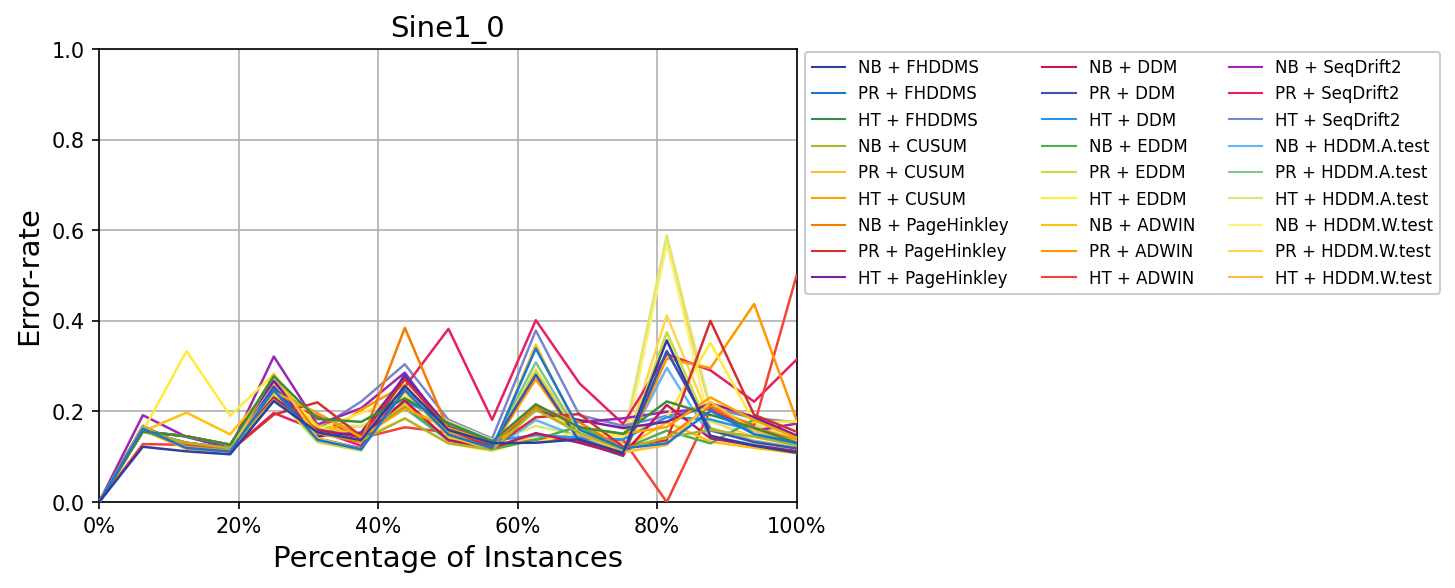 Sine1_0
1.0
0.8
0.6
0.4
0.2
0.0
Error-rate
0%
20%
40%
60%
80%
100%
Percentage of Instances
NB + FHDDMS
PR + FHDDMS
HT + FHDDMS
NB + CUSUM
PR + CUSUM
HT + CUSUM
NB + PageHinkley
PR + PageHinkley
HT + PageHinkley
NB + DDM
PR + DDM
HT + DDM
NB + EDDM
PR + EDDM
HT + EDDM
NB + ADWIN
PR + ADWIN
HT + ADWIN
NB + SeqDrift2
PR + SeqDrift2
HT + SeqDrift2
NB + HDDM.A.test
PR + HDDM.A.test
HT + HDDM.A.test
NB + HDDM.W.test
PR + HDDM.W.test
HT + HDDM.W.test